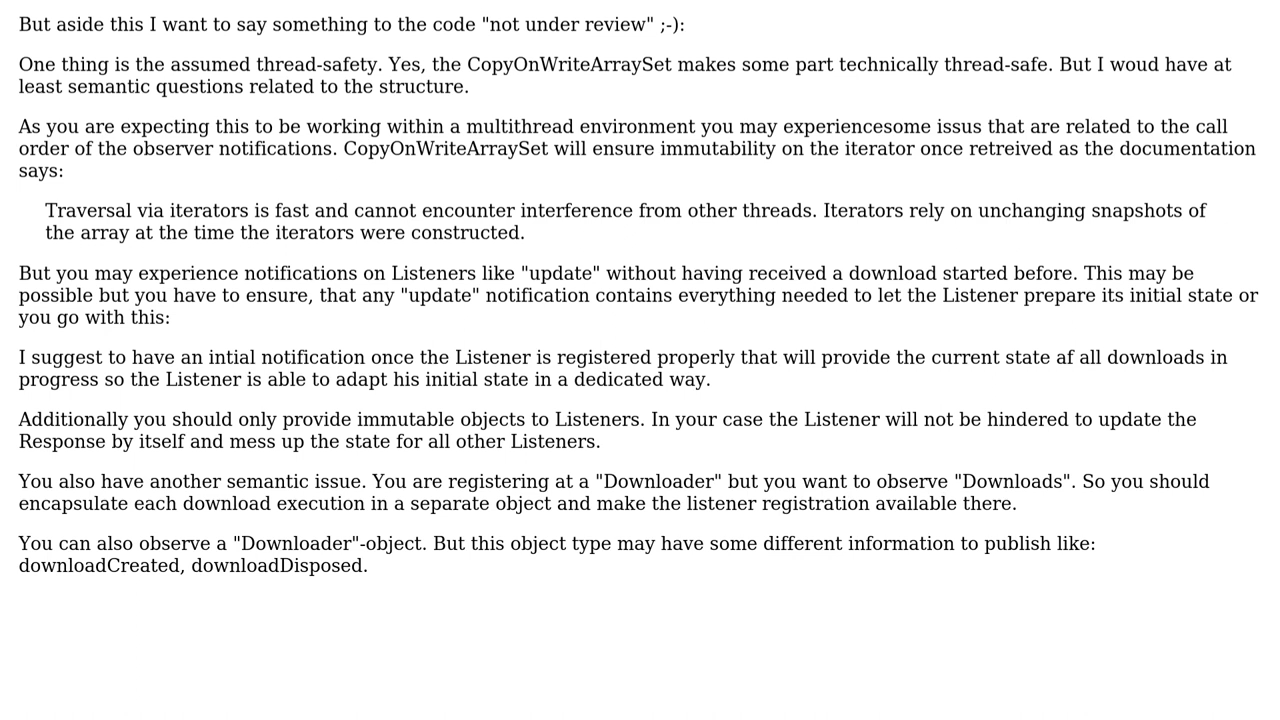 But aside this I want to say something to the code "not under review" ;-):
One thing is the assumed thread-safety. Yes, the CopyOnWriteArraySet makes some part technically thread-safe. But I woud have at
least semantic questions related to the structure.
As you are expecting this to be working within a multithread environment you may experiencesome issus that are related to the call
order of the observer notifications. CopyOnWriteArraySet will ensure immutability on the iterator once retreived as the documentation
says:
Traversal via iterators is fast and cannot encounter interference from other threads. Iterators rely on unchanging snapshots of
the array at the time the iterators were constructed.
But you may experience notifications on Listeners like "update" without having received a download started before. This may be
possible but you have to ensure, that any "update" notification contains everything needed to let the Listener prepare its initial state or
you go with this:
I suggest to have an intial notification once the Listener is registered properly that will provide the current state af all downloads in
progress so the Listener is able to adapt his initial state in a dedicated way.
Additionally you should only provide immutable objects to Listeners. In your case the Listener will not be hindered to update the
Response by itself and mess up the state for all other Listeners.
You also have another semantic issue. You are registering at a "Downloader" but you want to observe "Downloads". So you should
encapsulate each download execution in a separate object and make the listener registration available there.
You can also observe a "Downloader"-object. But this object type may have some different information to publish like:
downloadCreated, downloadDisposed.